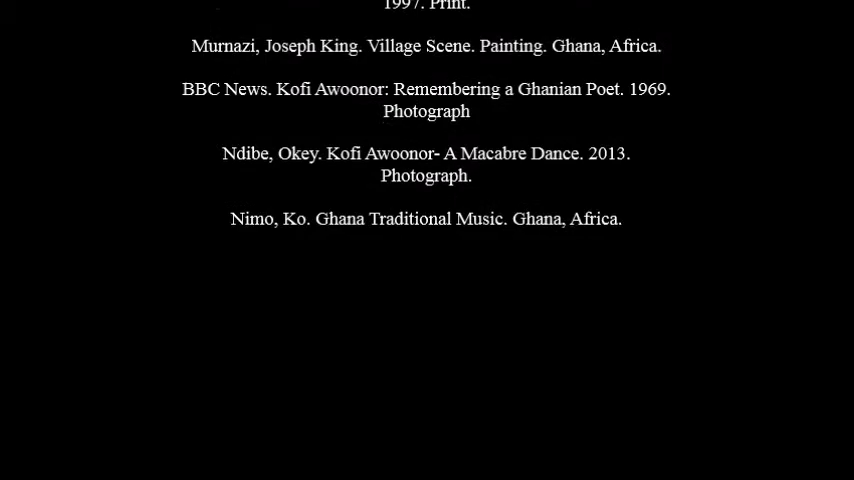 1997. Print.
Murnazi, Joseph King. Village Scene. Painting. Ghana, Africa.
BBC News. Kofi Awoonor: Remembering a Ghanian Poet. 1969.
Photograph
Ndibe, Okey. Kofi Awoonor- A Macabre Dance. 2013.
Photograph.
Nimo, Ko. Ghana Traditional Music. Ghana, Africa.